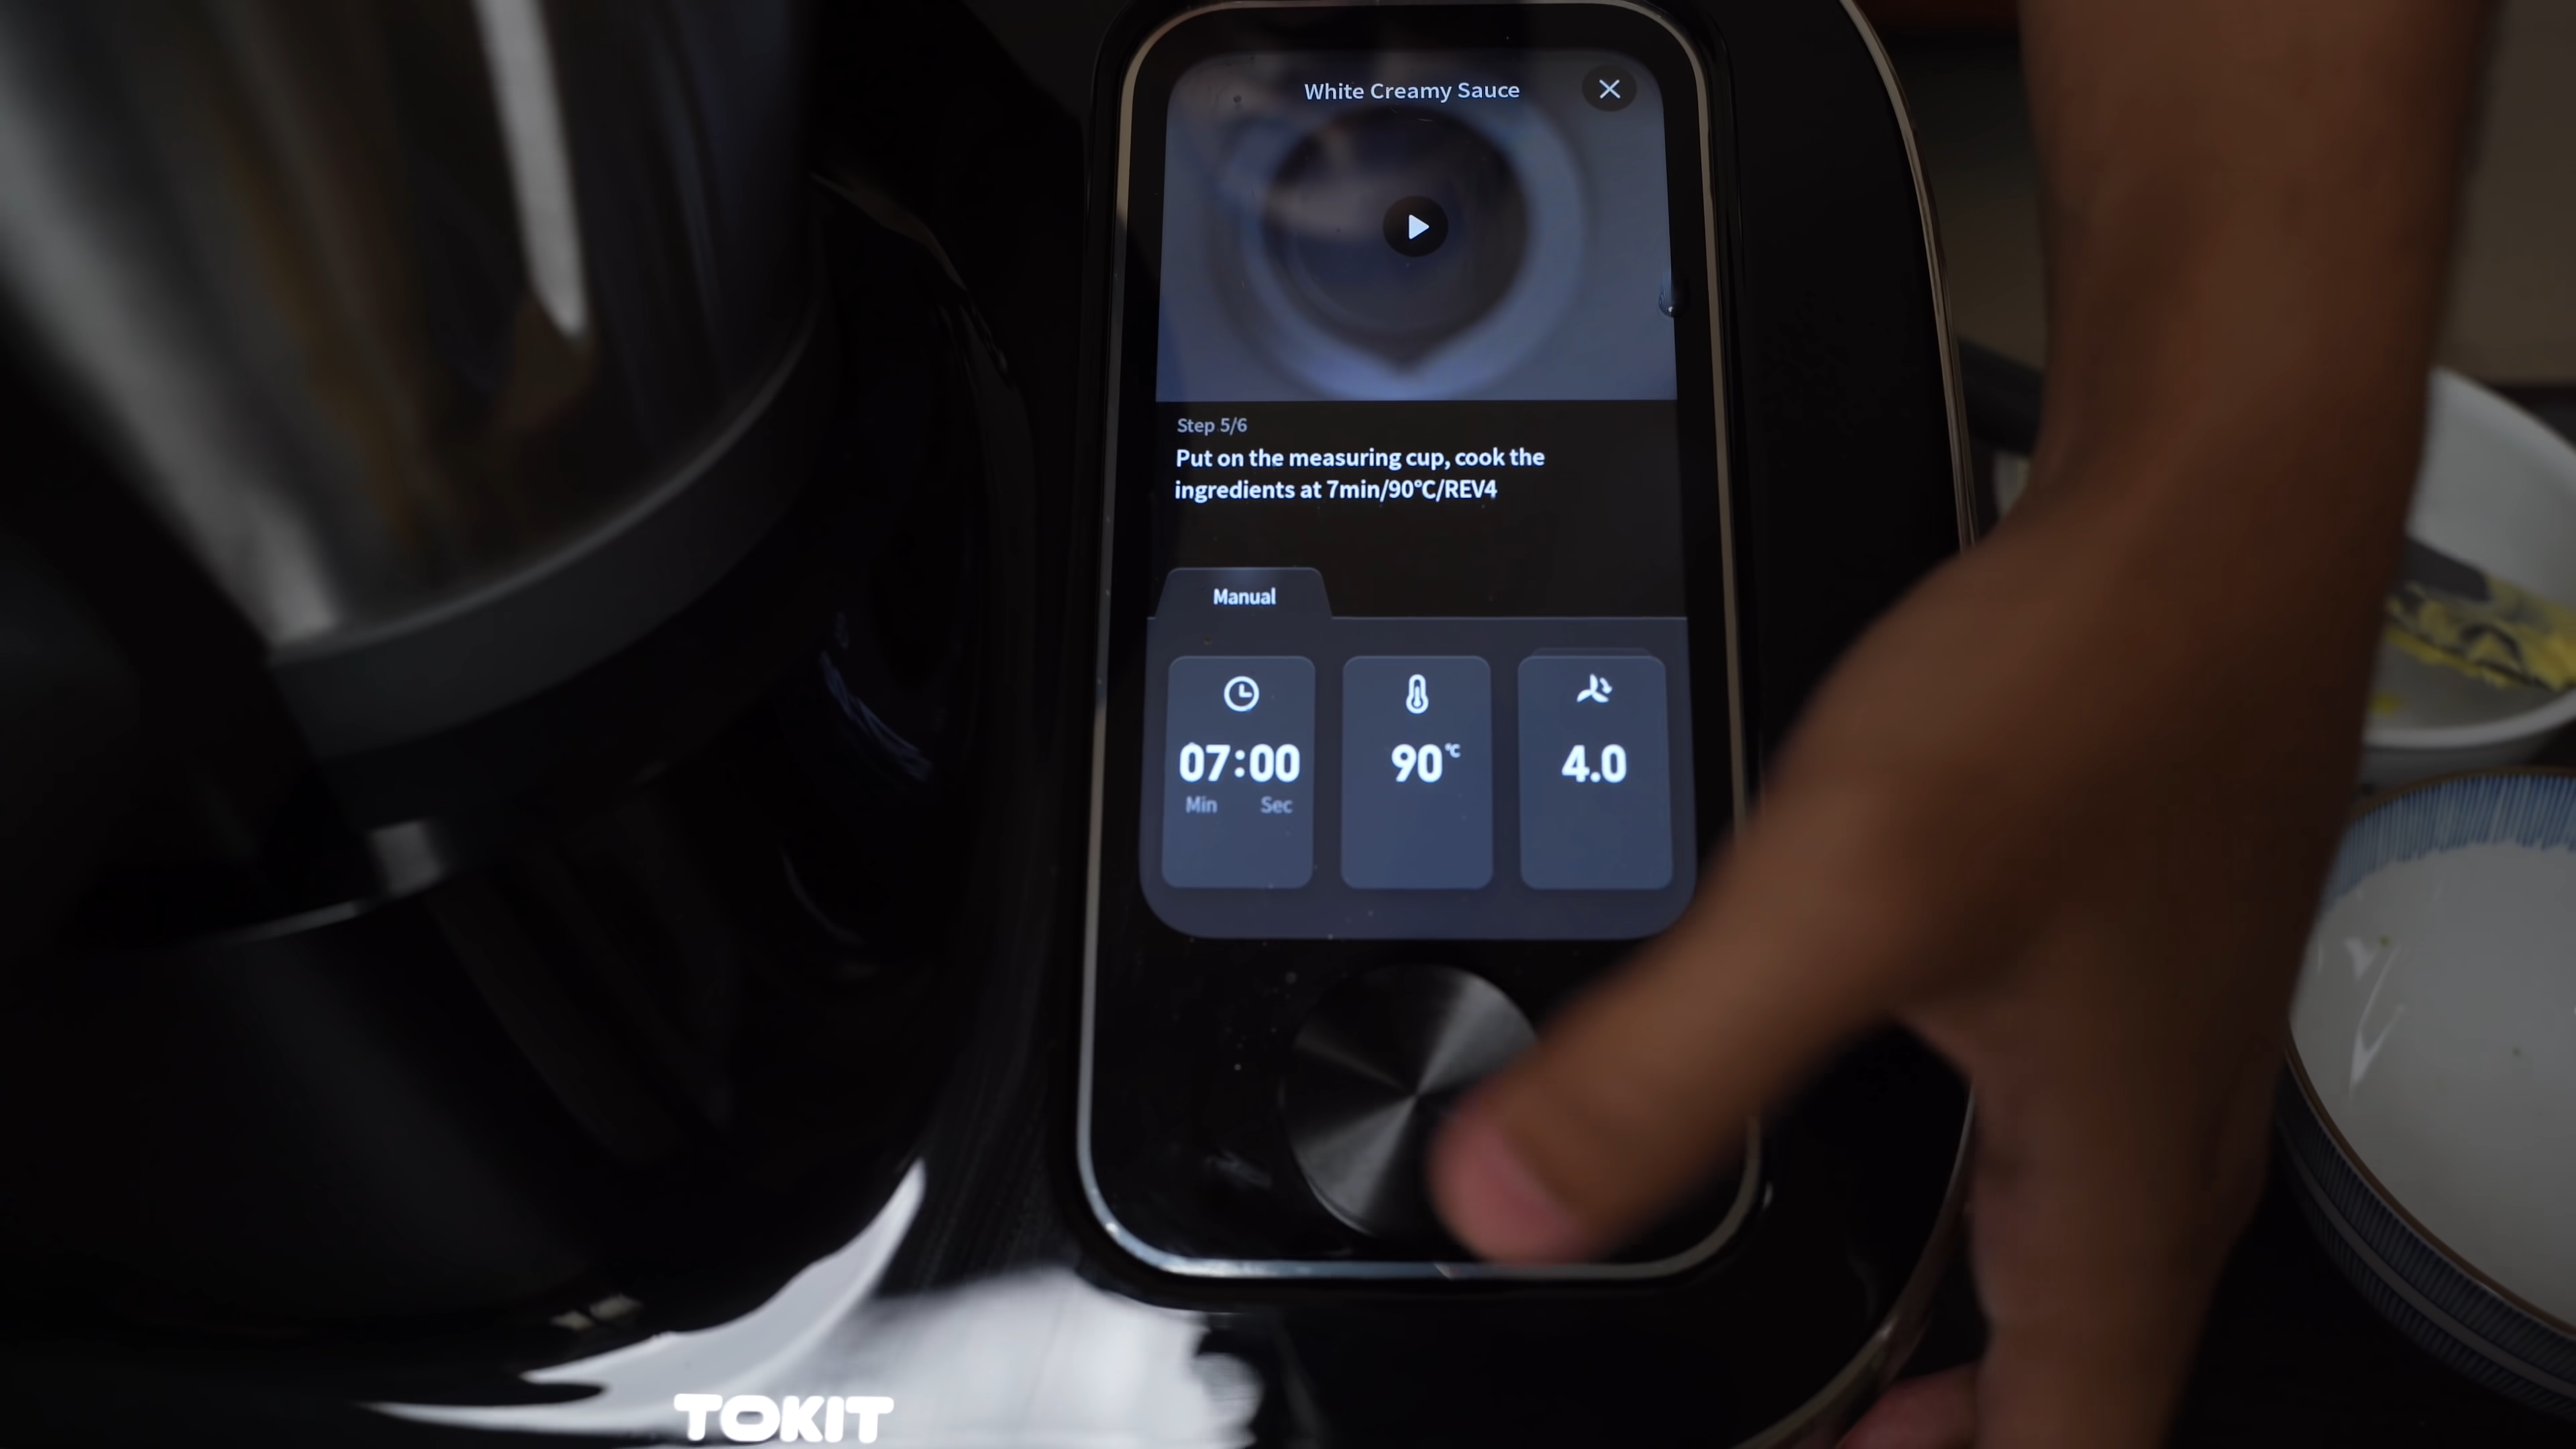 White Creamy Sauce
Step 5/6
Put on the measuring cup, cook the
ingredients at 7min/90°C/REV4
Manual
07:00 90°C 4.0
Min Sec
TOKIT